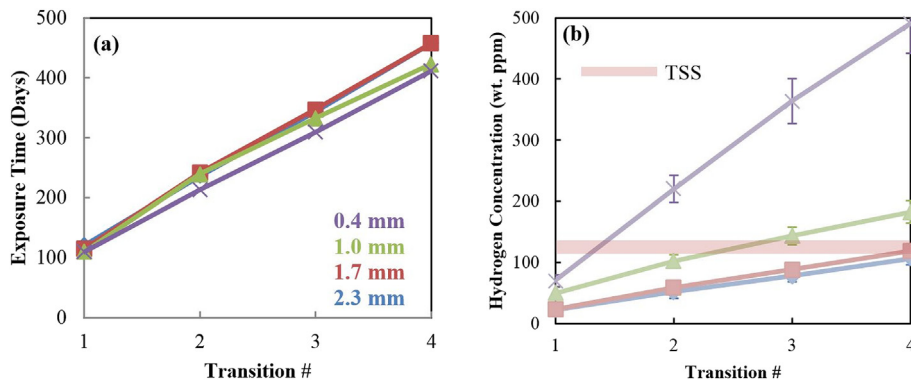 (a)
Exposure Time (Days)
500
400
300
200
100
0
0.4 mm
1.0 mm
1.7 mm
2.3 mm
1 2 3 4
Transition #
(b)
Hydrogen Concentration (wt. ppm)
500
400
300
200
100
0
TSS
1 2 3 4
Transition #